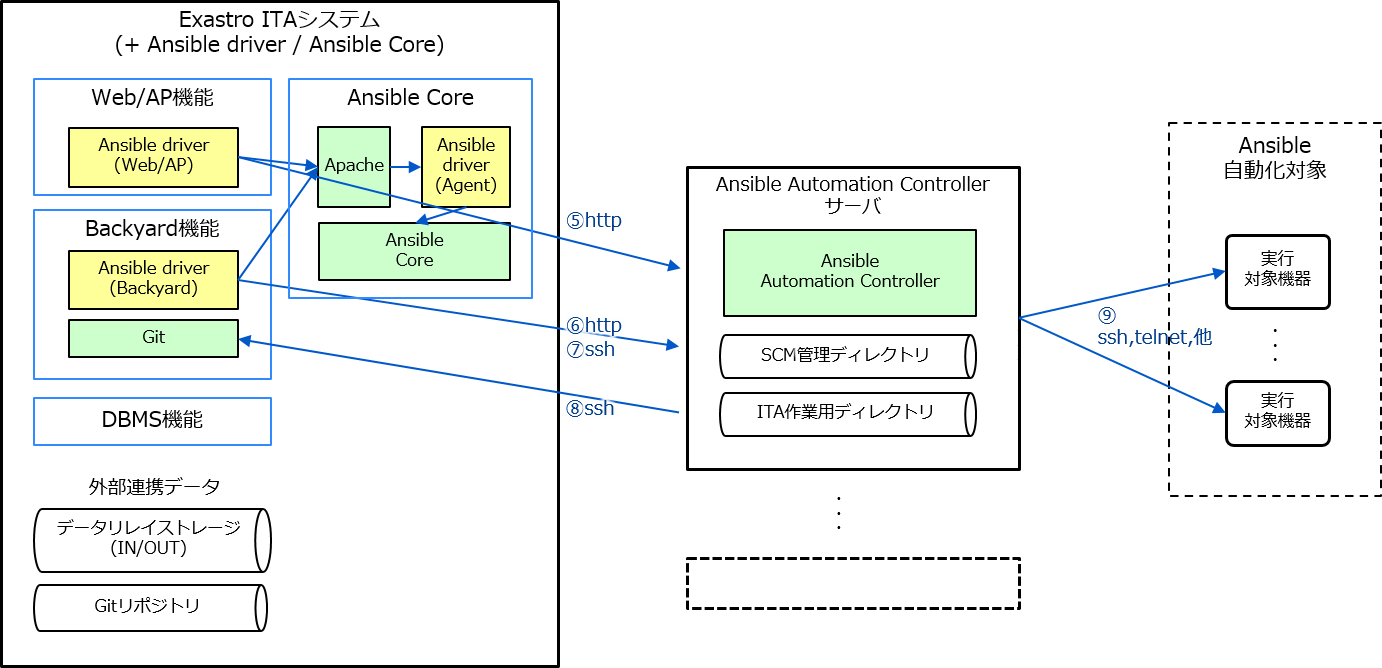 Exastro ITAシステム
(+ Ansible driver / Ansible Core)
Web/AP機能
Ansible driver
(Web/AP)
Backyard機能
Ansible driver
(Backyard)
Git
DBMS機能
外部連携データ
データリレイストレージ
(IN/OUT)
Gitリポジトリ
Ansible Core
Apache
Ansible
driver
(Agent)
Ansible
Core
⑤http
⑥http
⑦ssh
⑧ssh
Ansible Automation Controller
サーバ
Ansible
Automation Controller
SCM管理ディレクトリ
ITA作業用ディレクトリ
⑨
ssh,telnet,他
Ansible
自動化対象
実行
対象機器
実行
対象機器